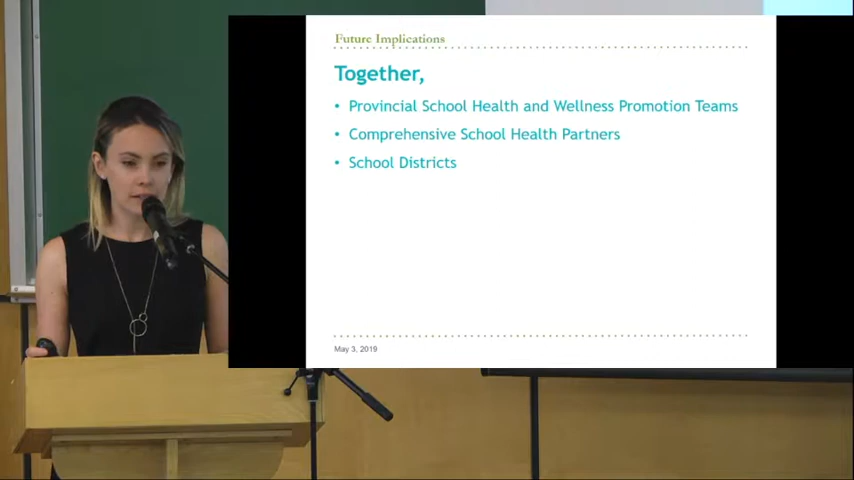 Future Implications
Together,
• Provincial School Health and Wellness Promotion Teams
• Comprehensive School Health Partners
• School Districts
May 3, 2019